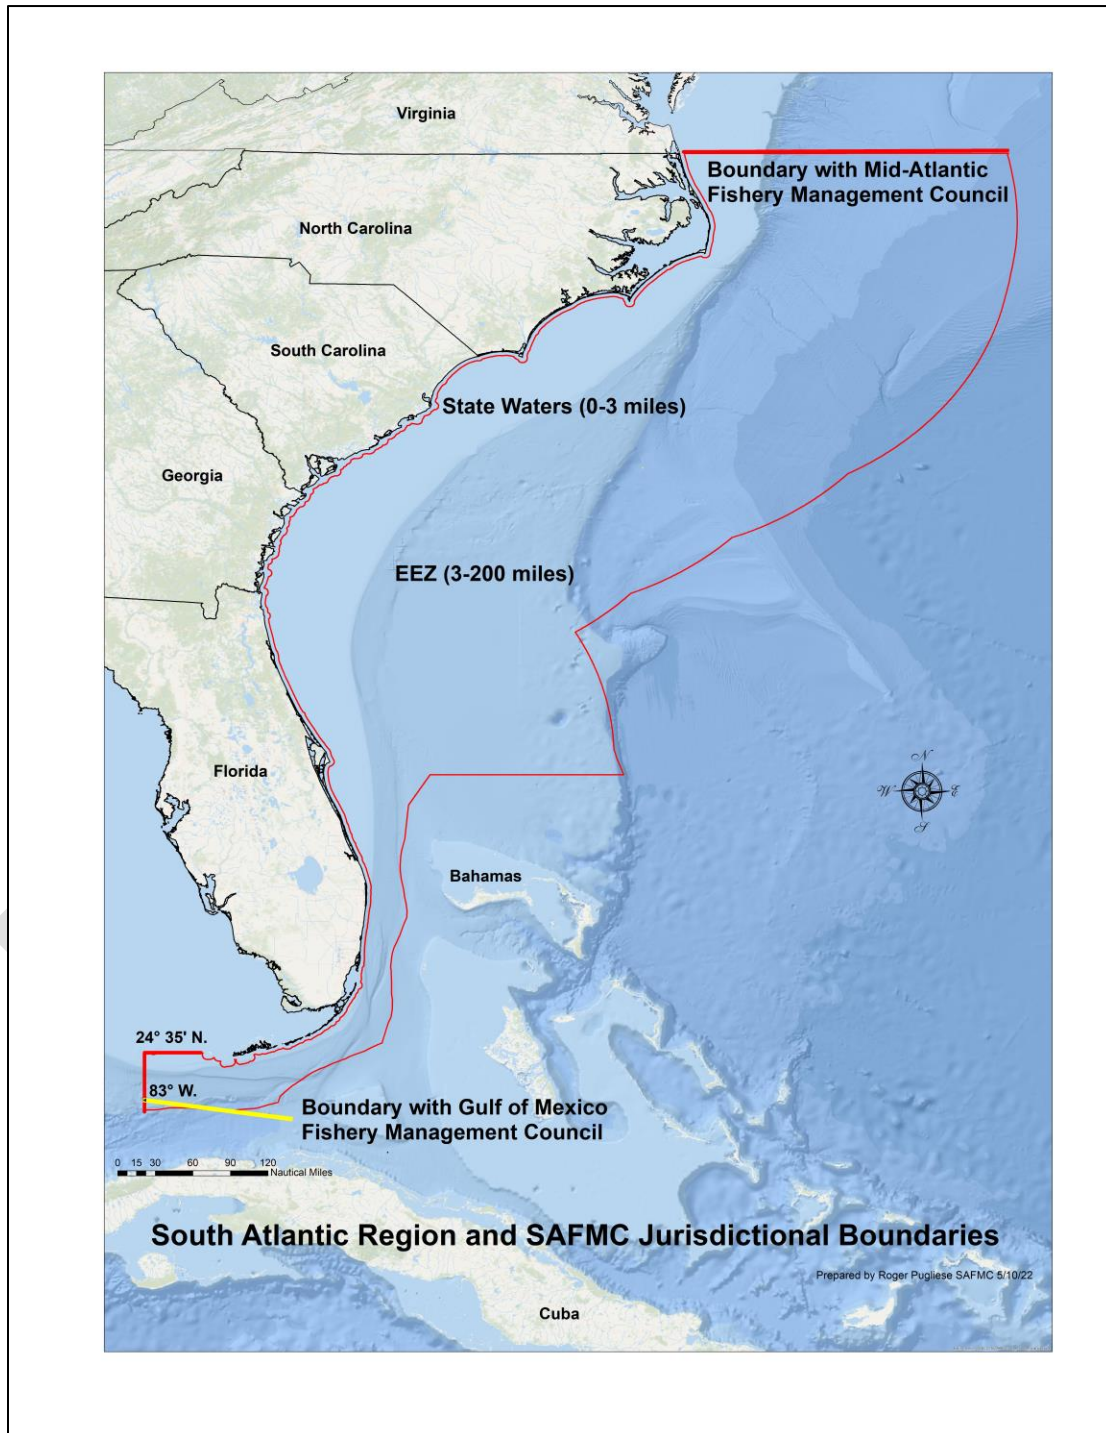 Virginia
Boundary with Mid-Atlantic
Fishery Management Council
North Carolina
South Carolina
State Waters (0-3 miles)
Georgia
EEZ (3-200 miles)
Florida
N
W
E
S
Bahamas
24° 35' N.
83° W.
Boundary with Gulf of Mexico
Fishery Management Council
0 15 30 60 90 120
Nautical Miles
South Atlantic Region and SAFMC Jurisdictional Boundaries
Prepared by Roger Pugliese SAFMC 5/10/22
Cuba